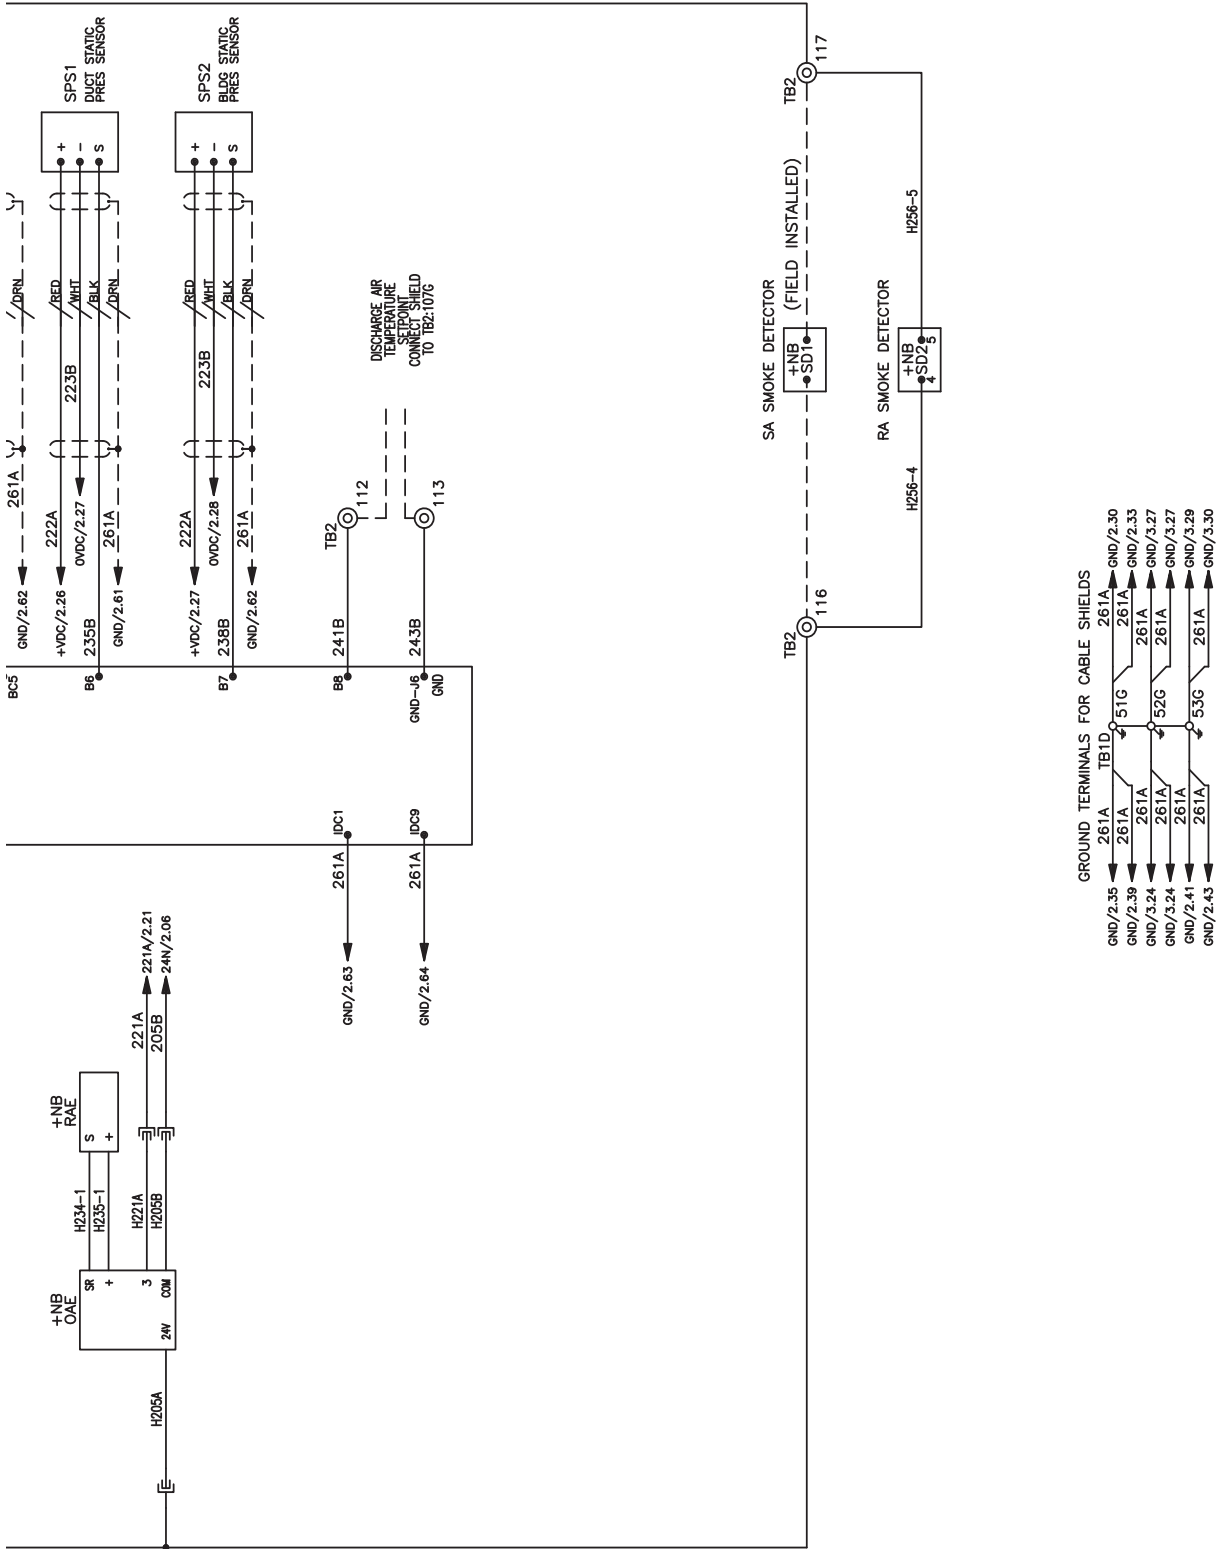 SPS1
DUCT STATIC
PRES SENSOR
+
−
S
SPS2
BLDG STATIC
PRES SENSOR
+
−
S
DRN
RED
WHT
BLK
DRN
RED
WHT
BLK
DRN
223B
223B
261A
222A
0VDC/2.27
261A
222A
0VDC/2.28
261A
GND/2.62
+VDC/2.26
235B
GND/2.61
+VDC/2.27
238B
GND/2.62
BC5
B6
B7
DISCHARGE AIR
TEMPERATURE
SETPOINT
CONNECT SHIELD
TO TB2:107G
TB2
112
113
241B
243B
B8
GND-J6
GND
IDC1
IDC9
261A
261A
GND/2.63
GND/2.64
221A/2.21
24N/2.06
221A
205B
+NB
RAE
S
+
H234-1
H235-1
H221A
H205B
+NB
OAE
SR
+
3
COM
24V
H205A
TB2
117
(FIELD INSTALLED)
SA SMOKE DETECTOR
+NB
SD1
H256-5
RA SMOKE DETECTOR
+NB
SD2
5
4
H256-4
TB2
116
GROUND TERMINALS FOR CABLE SHIELDS
GND/2.30
GND/2.33
GND/3.27
GND/3.27
GND/3.29
GND/3.30
261A
261A
261A
261A
261A
TB1D
51G
52G
53G
261A
261A
261A
261A
261A
261A
GND/2.35
GND/2.39
GND/3.24
GND/3.24
GND/2.41
GND/2.43